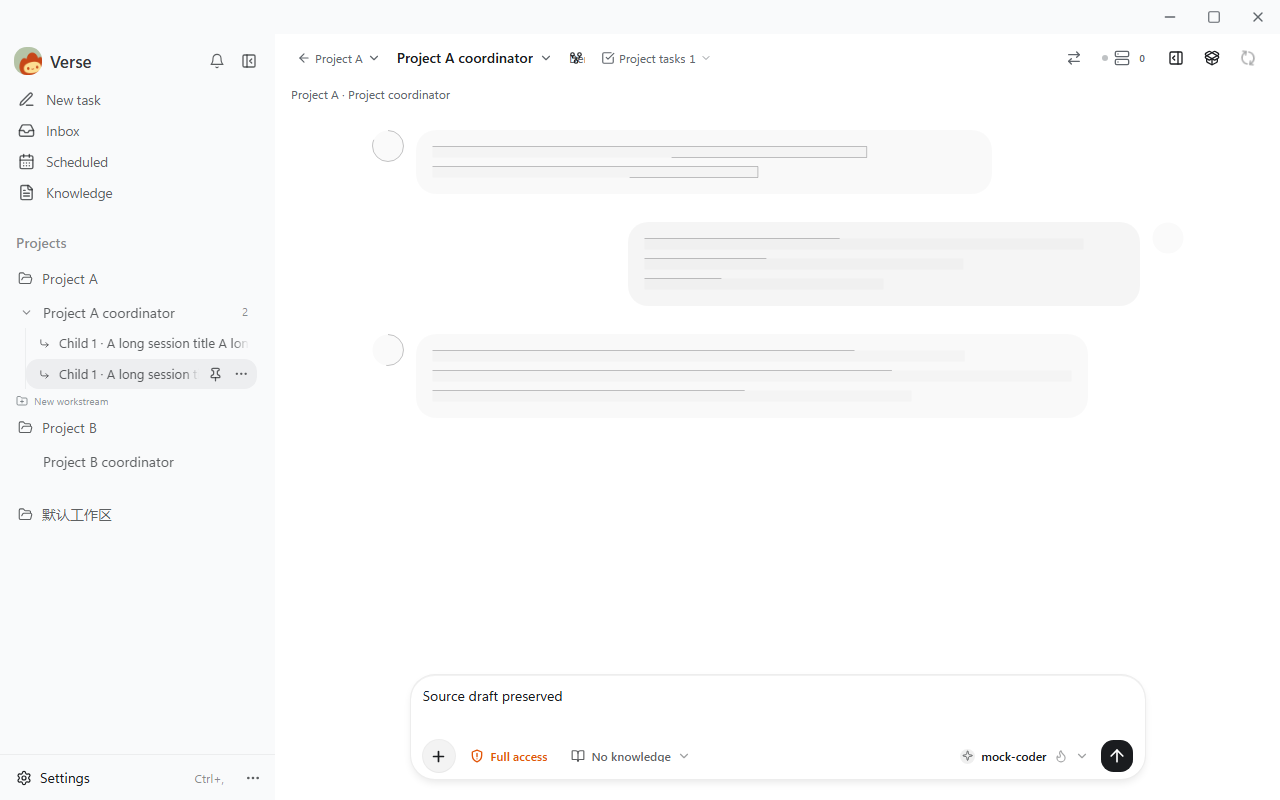 Verse
New task
Inbox
Scheduled
Knowledge
Projects
Project A
Project A coordinator 2
Child 1 · A long session title A lon
Child 1 · A long session t
New workstream
Project B
Project B coordinator
默认工作区
Settings Ctrl+,
Project A Project A coordinator Project tasks 1 0
Project A · Project coordinator
Source draft preserved
Full access No knowledge mock-coder